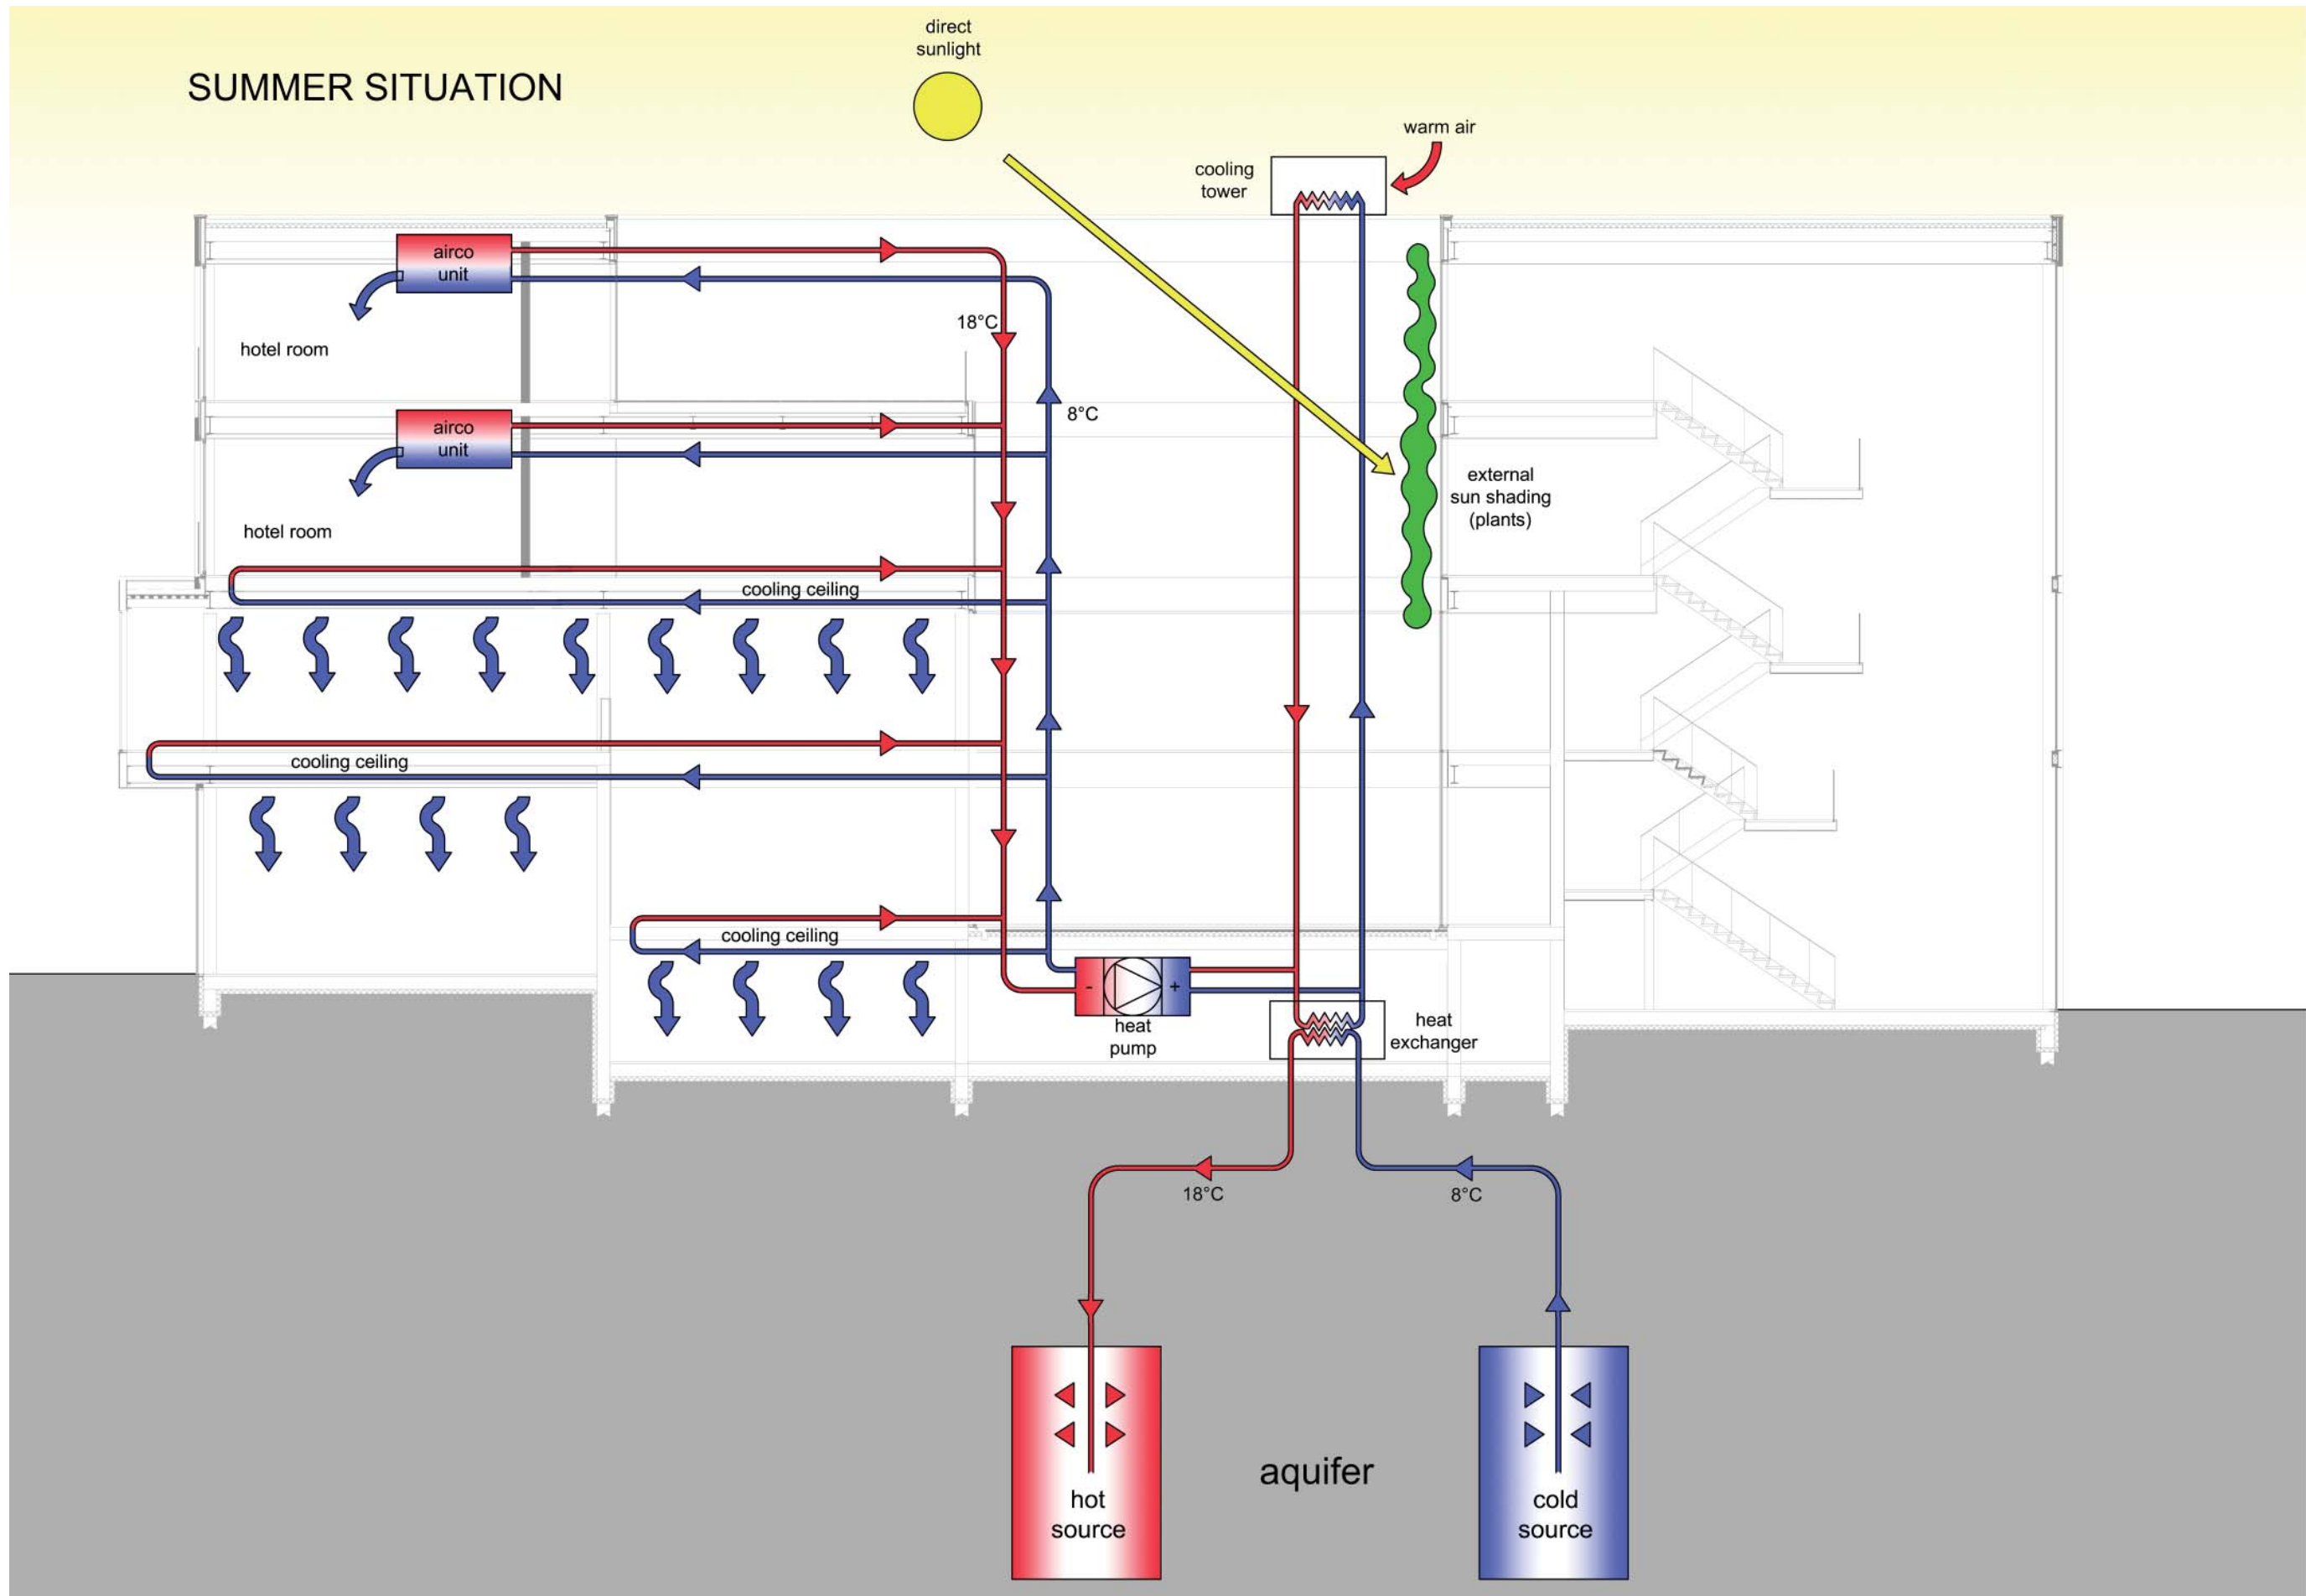 direct
sunlight
SUMMER SITUATION
warm air
cooling
tower
airco
unit
18°C
hotel room
8°C
airco
unit
external
sun shading
(plants)
hotel room
cooling ceiling
cooling ceiling
cooling ceiling
-
+
heat
pump
heat
exchanger
18°C
8°C
aquifer
hot
source
cold
source